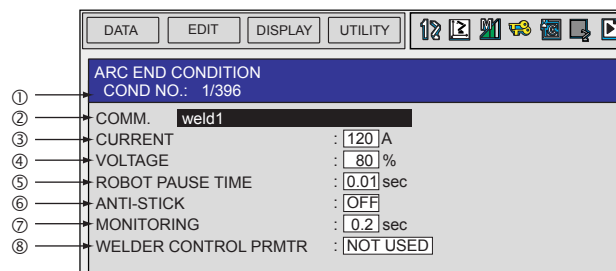 DATA EDIT DISPLAY UTILITY
ARC END CONDITION
① COND NO.: 1/396
② COMM. weld1
③ CURRENT : 120 A
④ VOLTAGE : 80 %
⑤ ROBOT PAUSE TIME : 0.01 sec
⑥ ANTI-STICK : OFF
⑦ MONITORING : 0.2 sec
⑧ WELDER CONTROL PRMTR : NOT USED